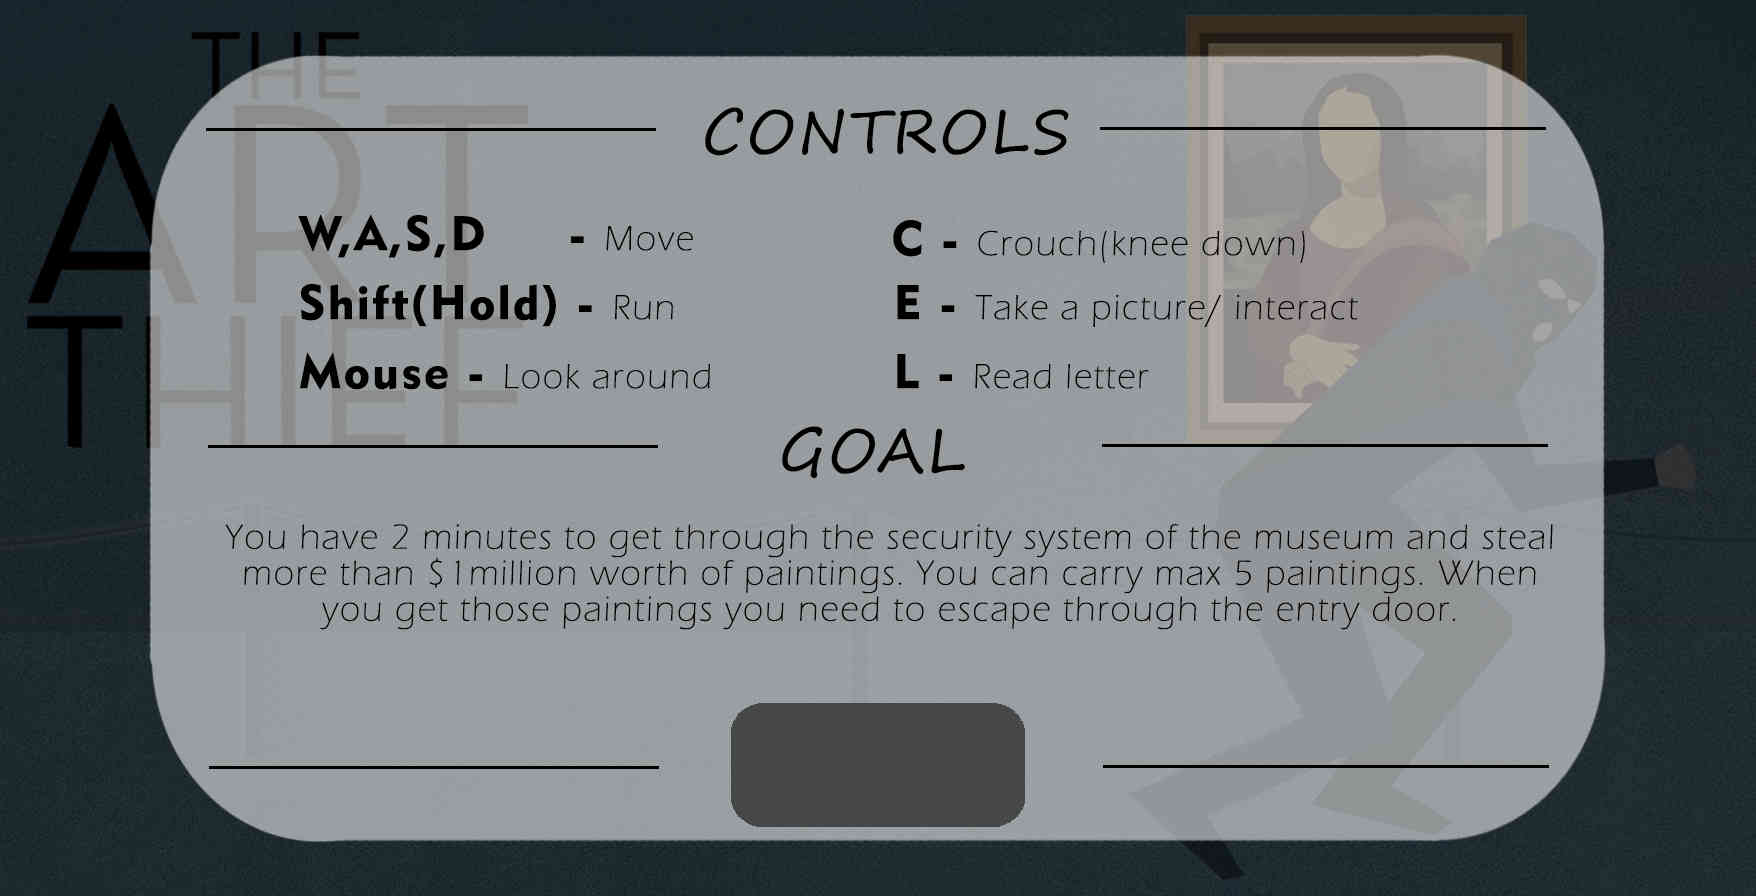 THE
ART
THIEF
CONTROLS
W,A,S,D - Move
Shift(Hold) - Run
Mouse - Look around
C - Crouch(knee down)
E - Take a picture/ interact
L - Read letter
GOAL
You have 2 minutes to get through the security system of the museum and steal
more than $1million worth of paintings. You can carry max 5 paintings. When
you get those paintings you need to escape through the entry door.